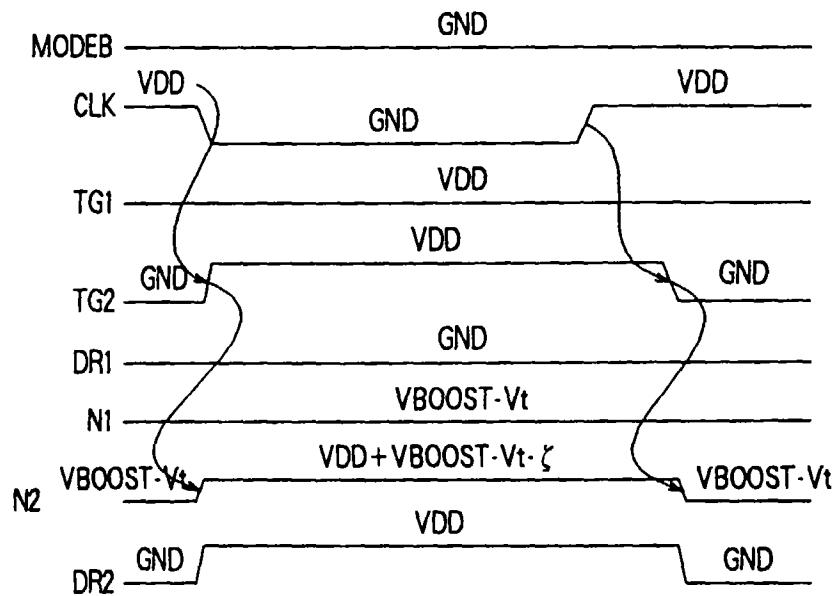 GND
MODEB
VDD VDD
CLK
GND
VDD
TG1
VDD
GND GND
TG2
GND
DR1
VBOOST-Vt
N1
VDD+VBOOST-Vt-ζ
VBOOST-Vt VBOOST-Vt
N2
VDD
GND GND
DR2